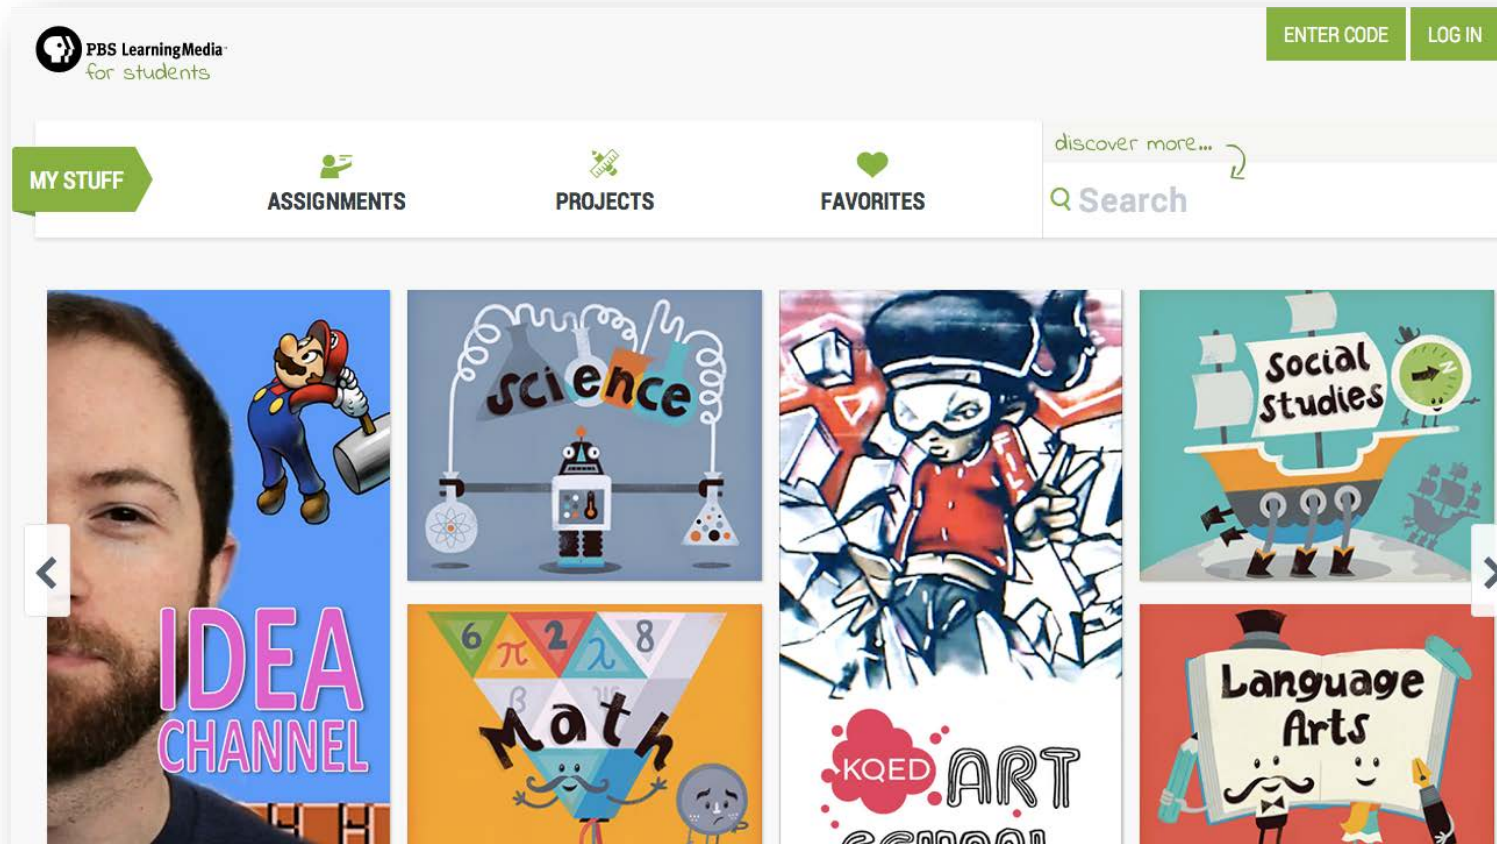 PBS LearningMedia
for students
ENTER CODE
LOG IN
MY STUFF
ASSIGNMENTS
PROJECTS
FAVORITES
discover more...
Search
IDEA
CHANNEL
science
6 π 2 λ 8
β
Math
KQED ART
SCHOOL
Social
Studies
N
Language
Arts